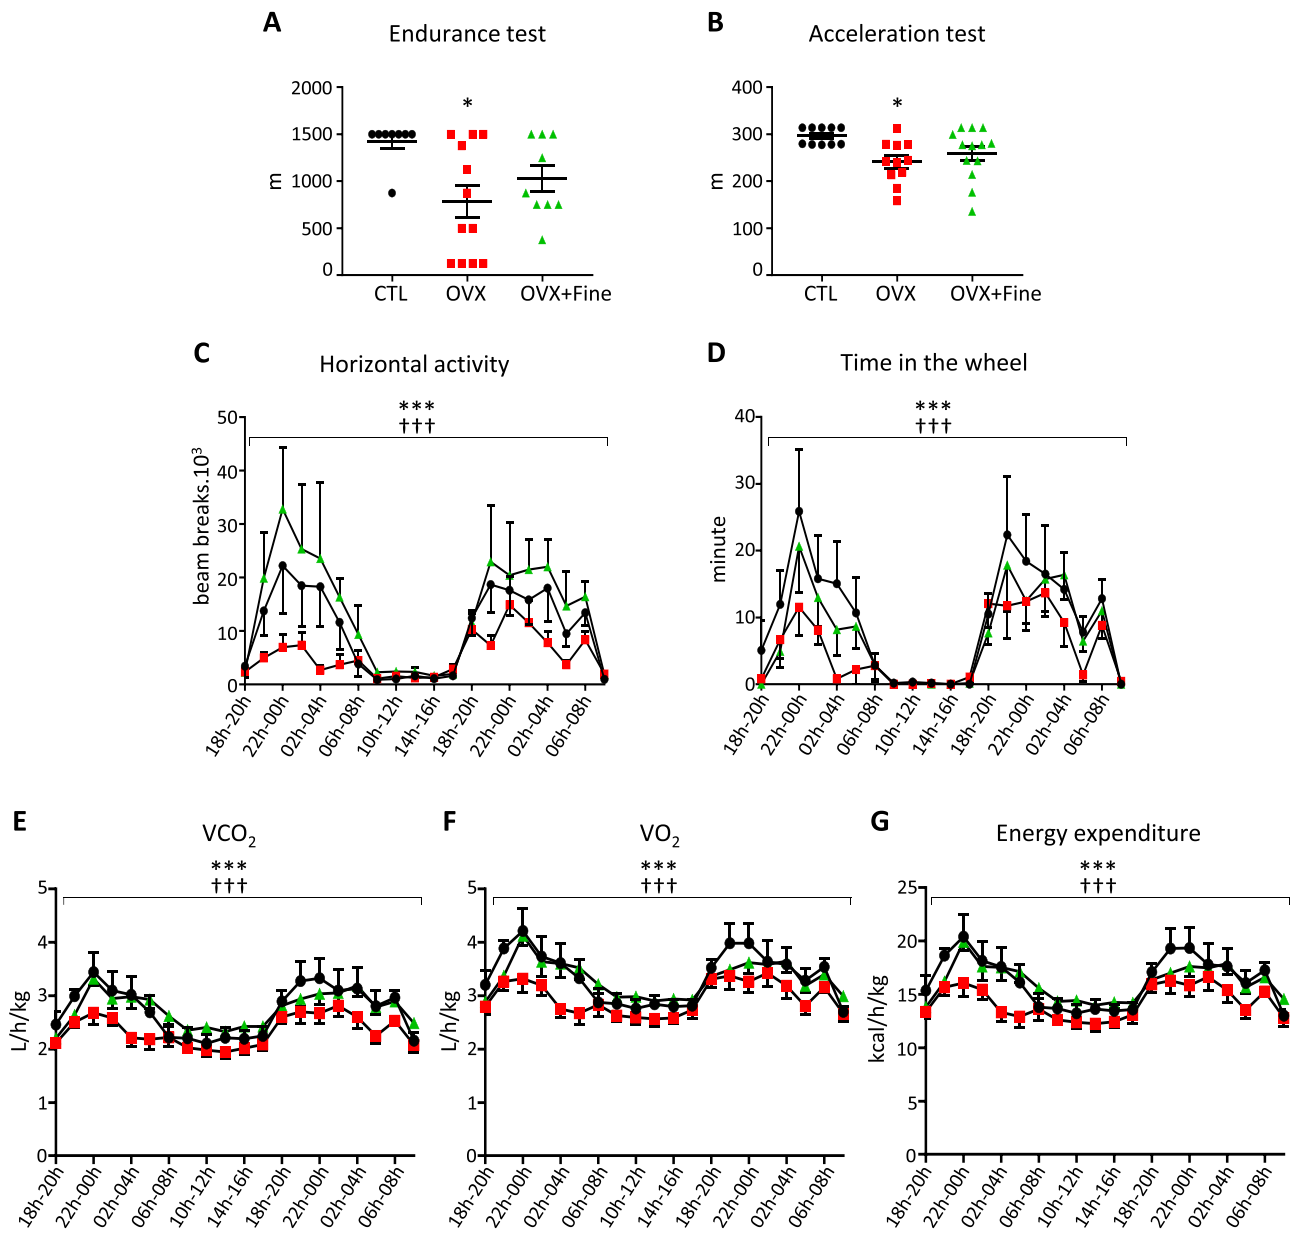 A
Endurance test
2000
1500
1000
500
0
m
*
CTL
OVX
OVX+Fine
B
Acceleration test
400
300
200
100
0
m
*
CTL
OVX
OVX+Fine
C
Horizontal activity
***
†††
50
40
30
20
10
0
beam breaks.10³
18h-20h
22h-00h
02h-04h
06h-08h
10h-12h
14h-16h
18h-20h
22h-00h
02h-04h
06h-08h
D
Time in the wheel
***
†††
40
30
20
10
0
minute
18h-20h
22h-00h
02h-04h
06h-08h
10h-12h
14h-16h
18h-20h
22h-00h
02h-04h
06h-08h
E
VCO₂
***
†††
5
4
3
2
1
0
L/h/kg
18h-20h
22h-00h
02h-04h
06h-08h
10h-12h
14h-16h
18h-20h
22h-00h
02h-04h
06h-08h
F
VO₂
***
†††
5
4
3
2
1
0
L/h/kg
18h-20h
22h-00h
02h-04h
06h-08h
10h-12h
14h-16h
18h-20h
22h-00h
02h-04h
06h-08h
G
Energy expenditure
***
†††
25
20
15
10
5
0
kcal/h/kg
18h-20h
22h-00h
02h-04h
06h-08h
10h-12h
14h-16h
18h-20h
22h-00h
02h-04h
06h-08h